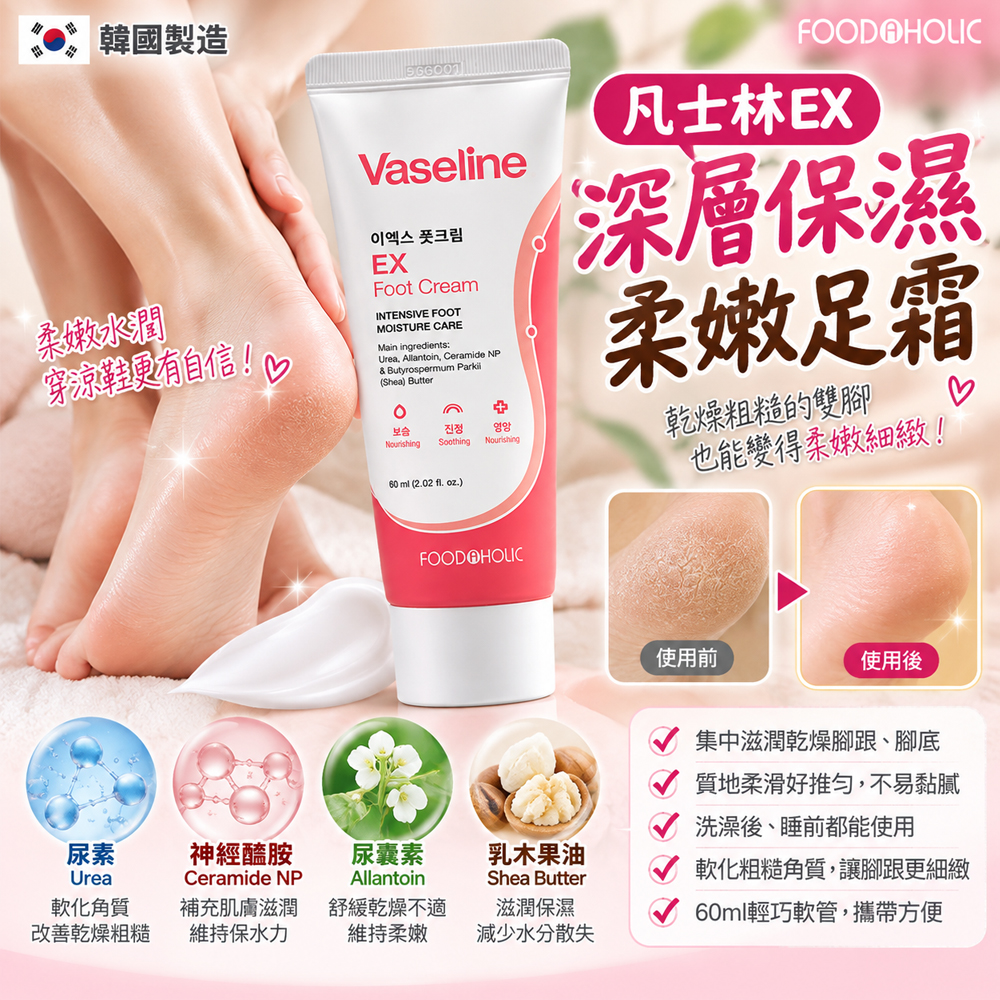 韓國製造
FOODAHOLIC
凡士林EX
深層保濕
柔嫩足霜
乾燥粗糙的雙腳
也能變得柔嫩細緻！
柔嫩水潤
穿涼鞋更有自信！
Vaseline
이엑스 풋크림
EX
Foot Cream
INTENSIVE FOOT
MOISTURE CARE
Main ingredients:
Urea, Allantoin, Ceramide NP
& Butyrospermum Parkii
(Shea) Butter
보습
Nourishing
진정
Soothing
영양
Nourishing
60 ml (2.02 fl. oz.)
FOODAHOLIC
使用前
使用後
尿素
Urea
軟化角質
改善乾燥粗糙
神經醯胺
Ceramide NP
補充肌膚滋潤
維持保水力
尿囊素
Allantoin
舒緩乾燥不適
維持柔嫩
乳木果油
Shea Butter
滋潤保濕
減少水分散失
集中滋潤乾燥腳跟、腳底
質地柔滑好推勻，不易黏膩
洗澡後、睡前都能使用
軟化粗糙角質，讓腳跟更細緻
60ml輕巧軟管，攜帶方便